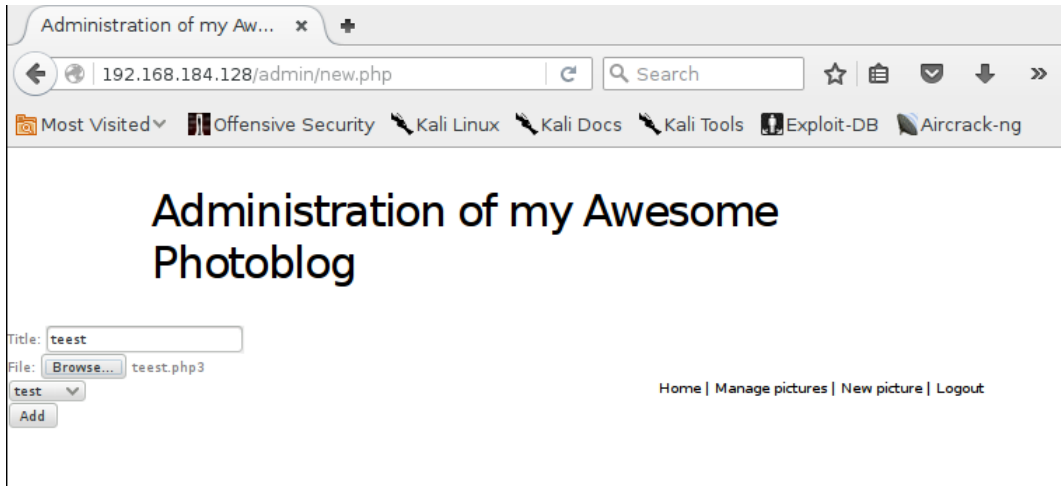 Administration of my Aw...
192.168.184.128/admin/new.php
Search
Most Visited
Offensive Security
Kali Linux
Kali Docs
Kali Tools
Exploit-DB
Aircrack-ng
Administration of my Awesome
Photoblog
Title: teest
File: Browse... teest.php3
test
Home | Manage pictures | New picture | Logout
Add